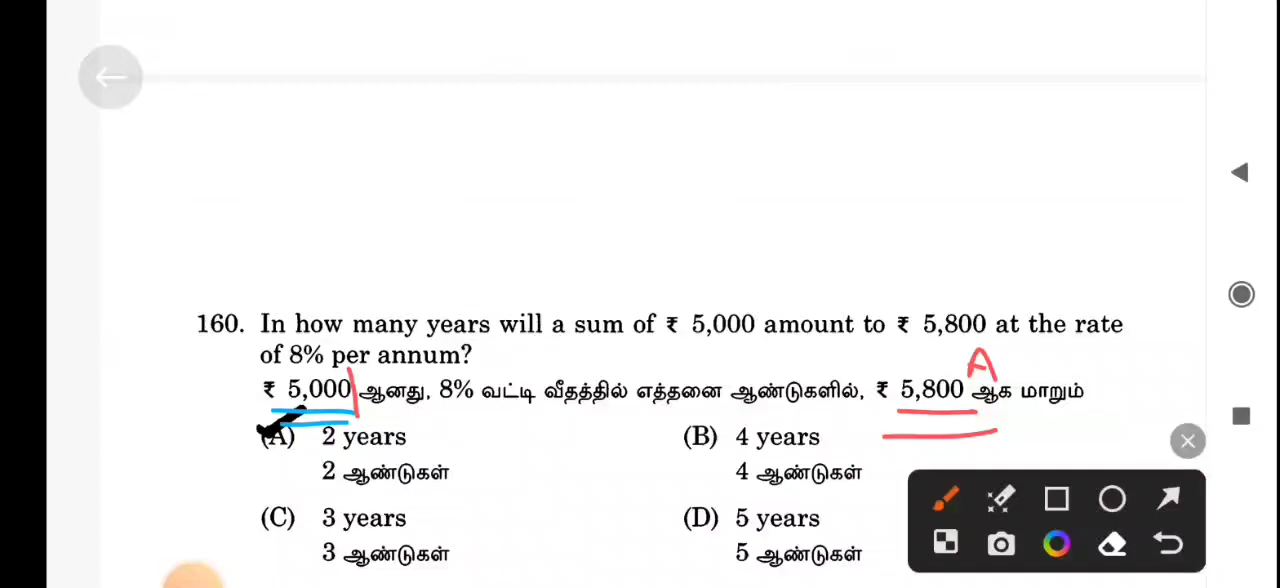 160. In how many years will a sum of ₹ 5,000 amount to ₹ 5,800 at the rate
of 8% per annum?
A
₹ 5,000 ஆனது, 8% வட்டி வீதத்தில் எத்தனை ஆண்டுகளில், ₹ 5,800 ஆக மாறும்
(A) 2 years (B) 4 years
2 ஆண்டுகள் 4 ஆண்டுகள்
(C) 3 years (D) 5 years
3 ஆண்டுகள் 5 ஆண்டுகள்